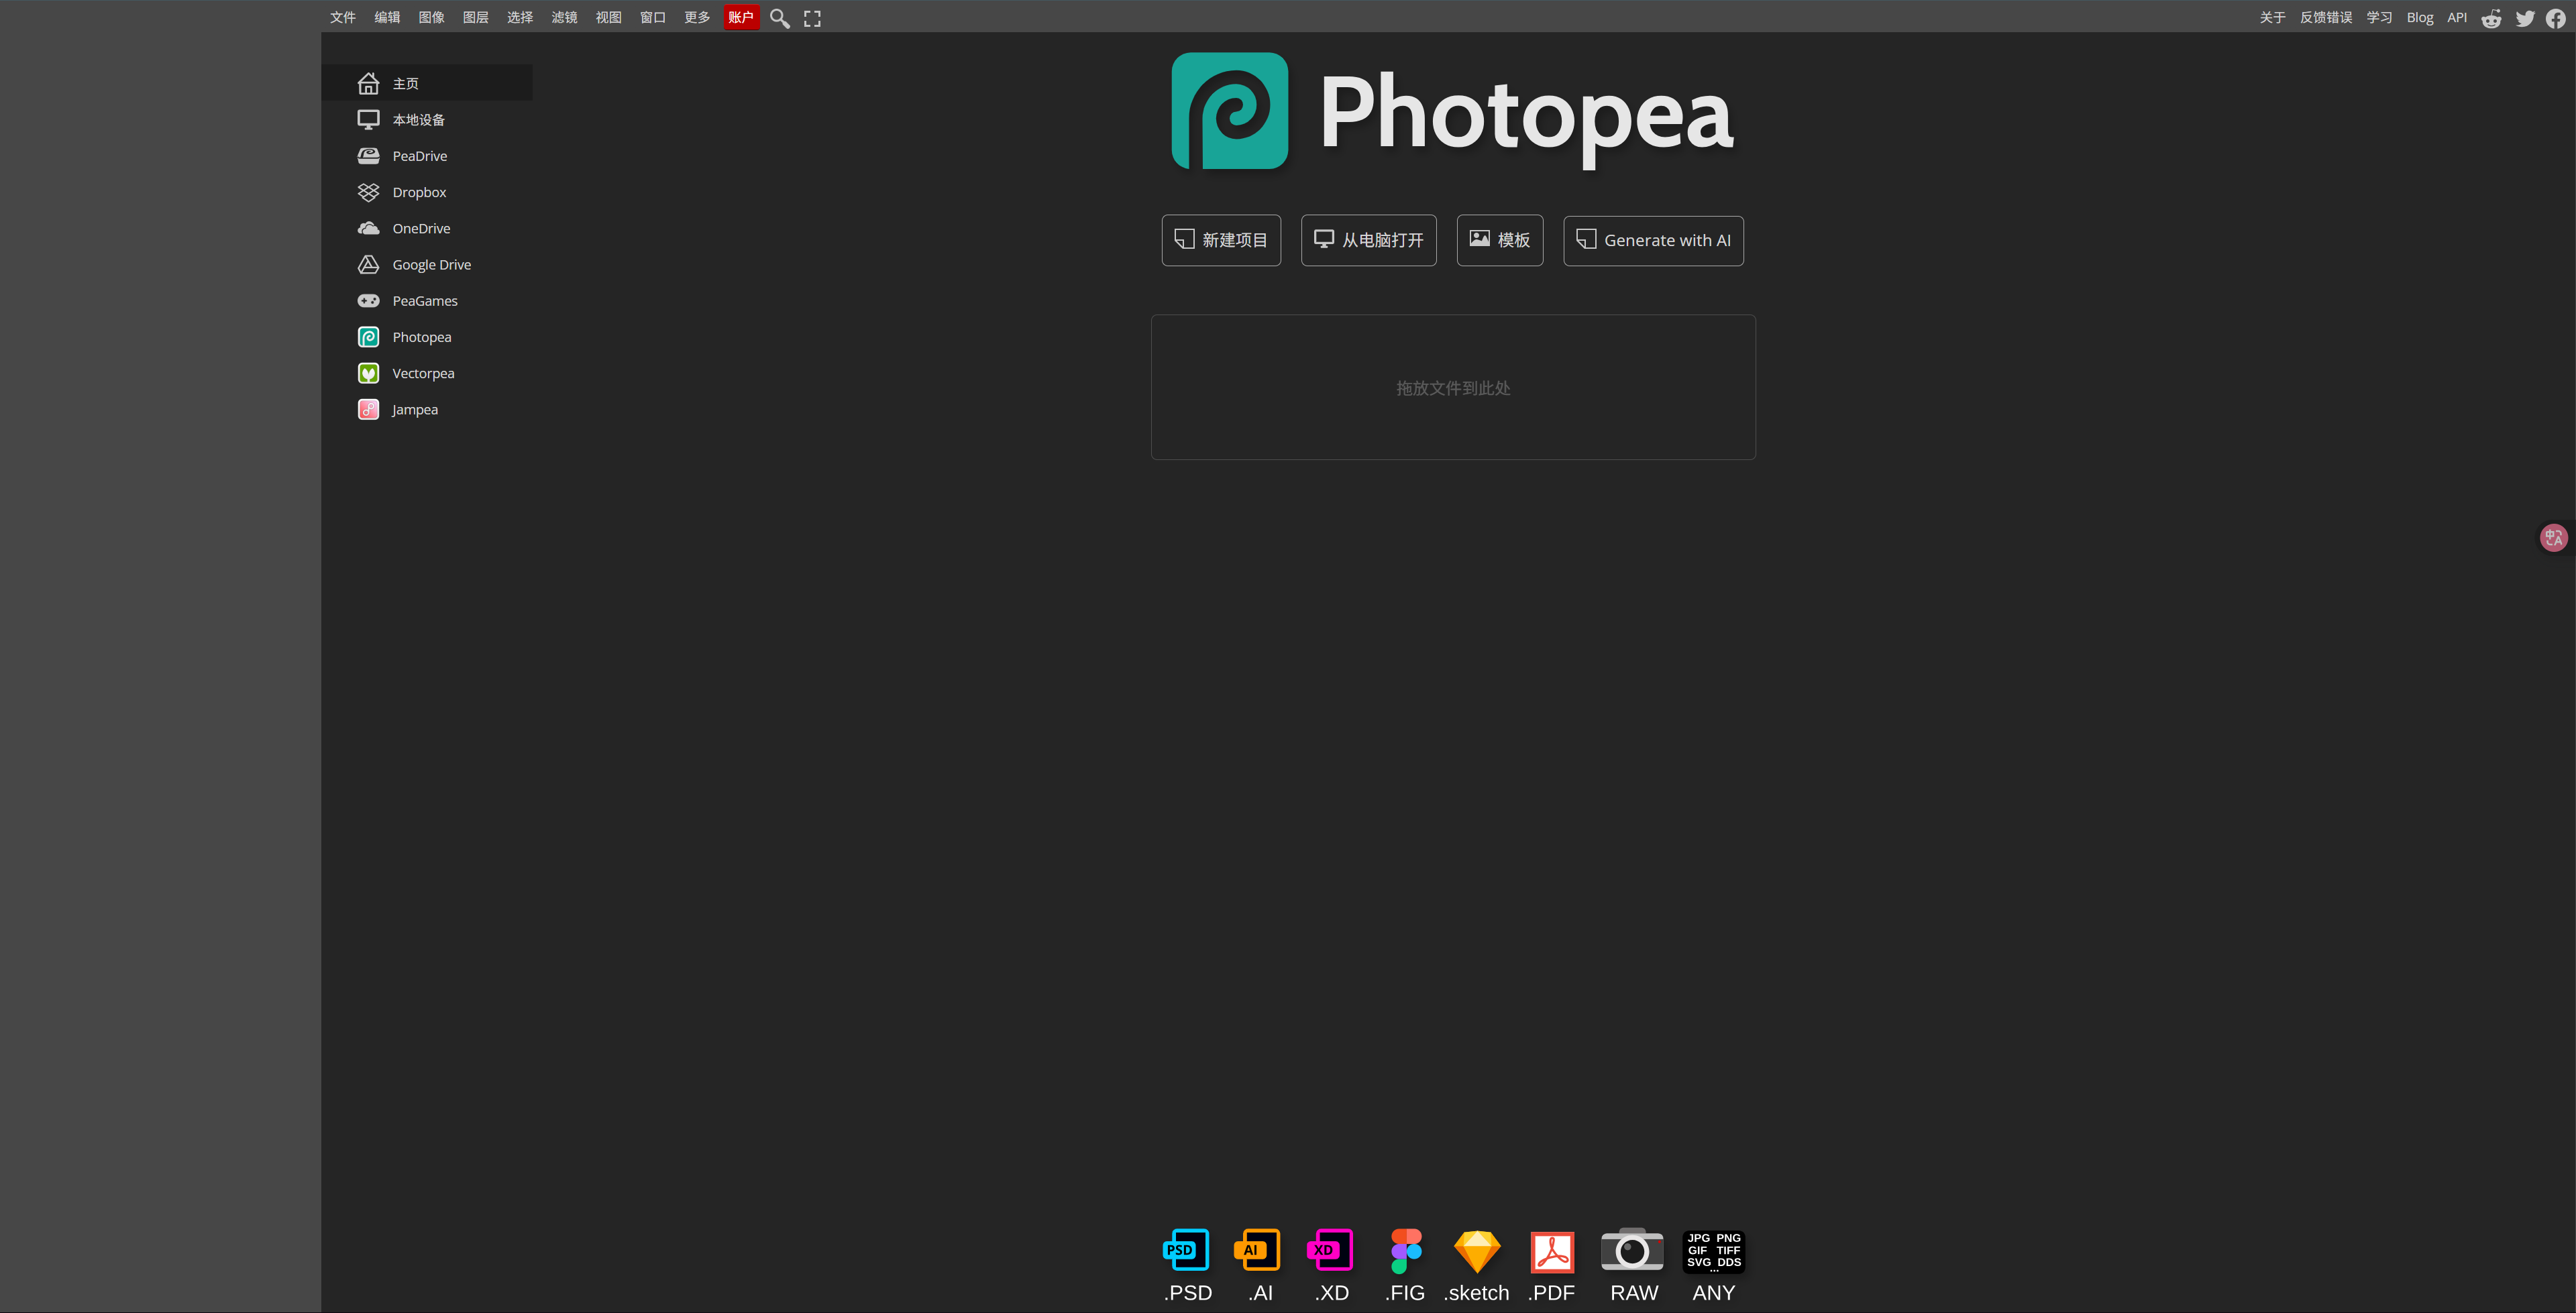 文件 编辑 图像 图层 选择 滤镜 视图 窗口 更多 账户 关于 反馈错误 学习 Blog API
主页
本地设备
PeaDrive
Dropbox
OneDrive
Google Drive
PeaGames
Photopea
Vectorpea
Jampea
Photopea
新建项目 从电脑打开 模板 Generate with AI
拖放文件到此处
中 A
PSD AI XD JPG PNG
GIF TIFF
SVG DDS
...
.PSD .AI .XD .FIG .sketch .PDF RAW ANY